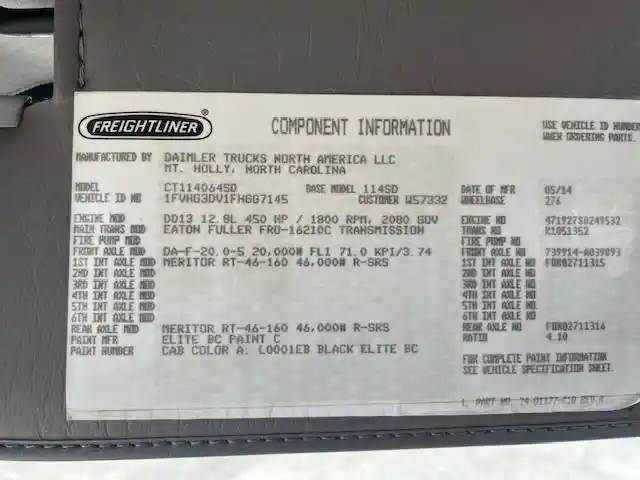 FREIGHTLINER
COMPONENT INFORMATION
USE VEHICLE ID NUMBER
WHEN ORDERING PARTS.
MANUFACTURED BY DAIMLER TRUCKS NORTH AMERICA LLC
MT. HOLLY, NORTH CAROLINA
MODEL CT114064SD BASE MODEL 114SD DATE OF MFD 05/14
VEHICLE ID NO 1FVHG3DV1FHGG7145 CUSTOMER W57332 WHEELBASE 276
ENGINE MOD DD13 12.8L 450 HP / 1800 RPM, 2080 GOV ENGINE NO
MAIN TRANS MOD EATON FULLER FRO-16210C TRANSMISSION TRANS NO K1051352
FIRE PUMP MOD FIRE PUMP NO
FRONT AXLE MOD DA-F-20.0-5 20,000# FL1 71.0 KPI/3.74 FRONT AXLE NO 739914-A039893
1ST INT AXLE MOD MERITOR RT-46-160 46,000# R-SRS 1ST INT AXLE NO
2ND INT AXLE MOD 2ND INT AXLE NO
3RD INT AXLE MOD 3RD INT AXLE NO
4TH INT AXLE MOD 4TH INT AXLE NO
5TH INT AXLE MOD 5TH INT AXLE NO
6TH INT AXLE MOD 6TH INT AXLE NO
REAR AXLE MOD MERITOR RT-46-160 46,000# R-SRS REAR AXLE NO
PAINT MFR ELITE BC PAINT C RATIO 4.10
PAINT NUMBER CAB COLOR A: L0001EB BLACK ELITE BC
FOR COMPLETE PAINT INFORMATION
SEE VEHICLE SPECIFICATION SHEET.
PART NO.